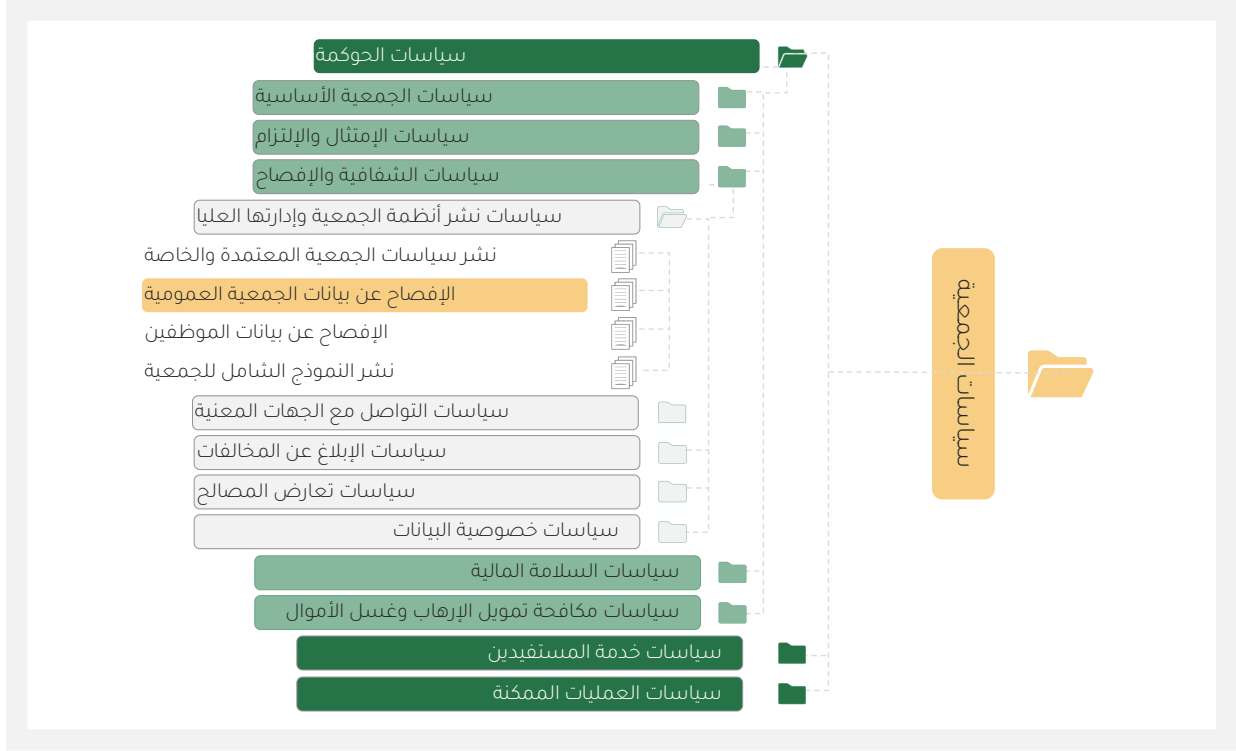 سياسات الجمعية
سياسات الحوكمة
سياسات الجمعية الأساسية
سياسات الإمتثال والإلتزام
سياسات الشفافية والإفصاح
سياسات نشر أنظمة الجمعية وإدارتها العليا
نشر سياسات الجمعية المعتمدة والخاصة
الإفصاح عن بيانات الجمعية العمومية
الإفصاح عن بيانات الموظفين
نشر النموذج الشامل للجمعية
سياسات التواصل مع الجهات المعنية
سياسات الإبلاغ عن المخالفات
سياسات تعارض المصالح
سياسات خصوصية البيانات
سياسات السلامة المالية
سياسات مكافحة تمويل الإرهاب وغسل الأموال
سياسات خدمة المستفيدين
سياسات العمليات الممكنة